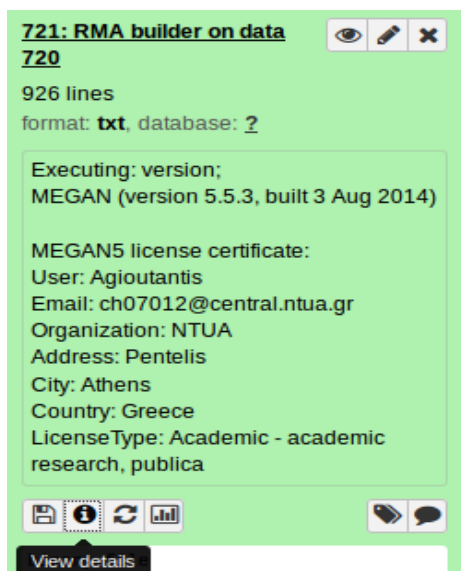 721: RMA builder on data
720
926 lines
format: txt, database: ?
Executing: version;
MEGAN (version 5.5.3, built 3 Aug 2014)
MEGAN5 license certificate:
User: Agioutantis
Email: ch07012@central.ntua.gr
Organization: NTUA
Address: Pentelis
City: Athens
Country: Greece
LicenseType: Academic - academic
research, publica
View details